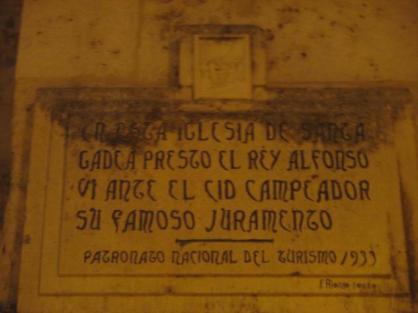 EN ESTA IGLESIA DE SANTA
GADEA PRESTO EL REY ALFONSO
VI ANTE EL CID CAMPEADOR
SU FAMOSO JURAMENTO
PATRONATO NACIONAL DEL TURISMO 1933